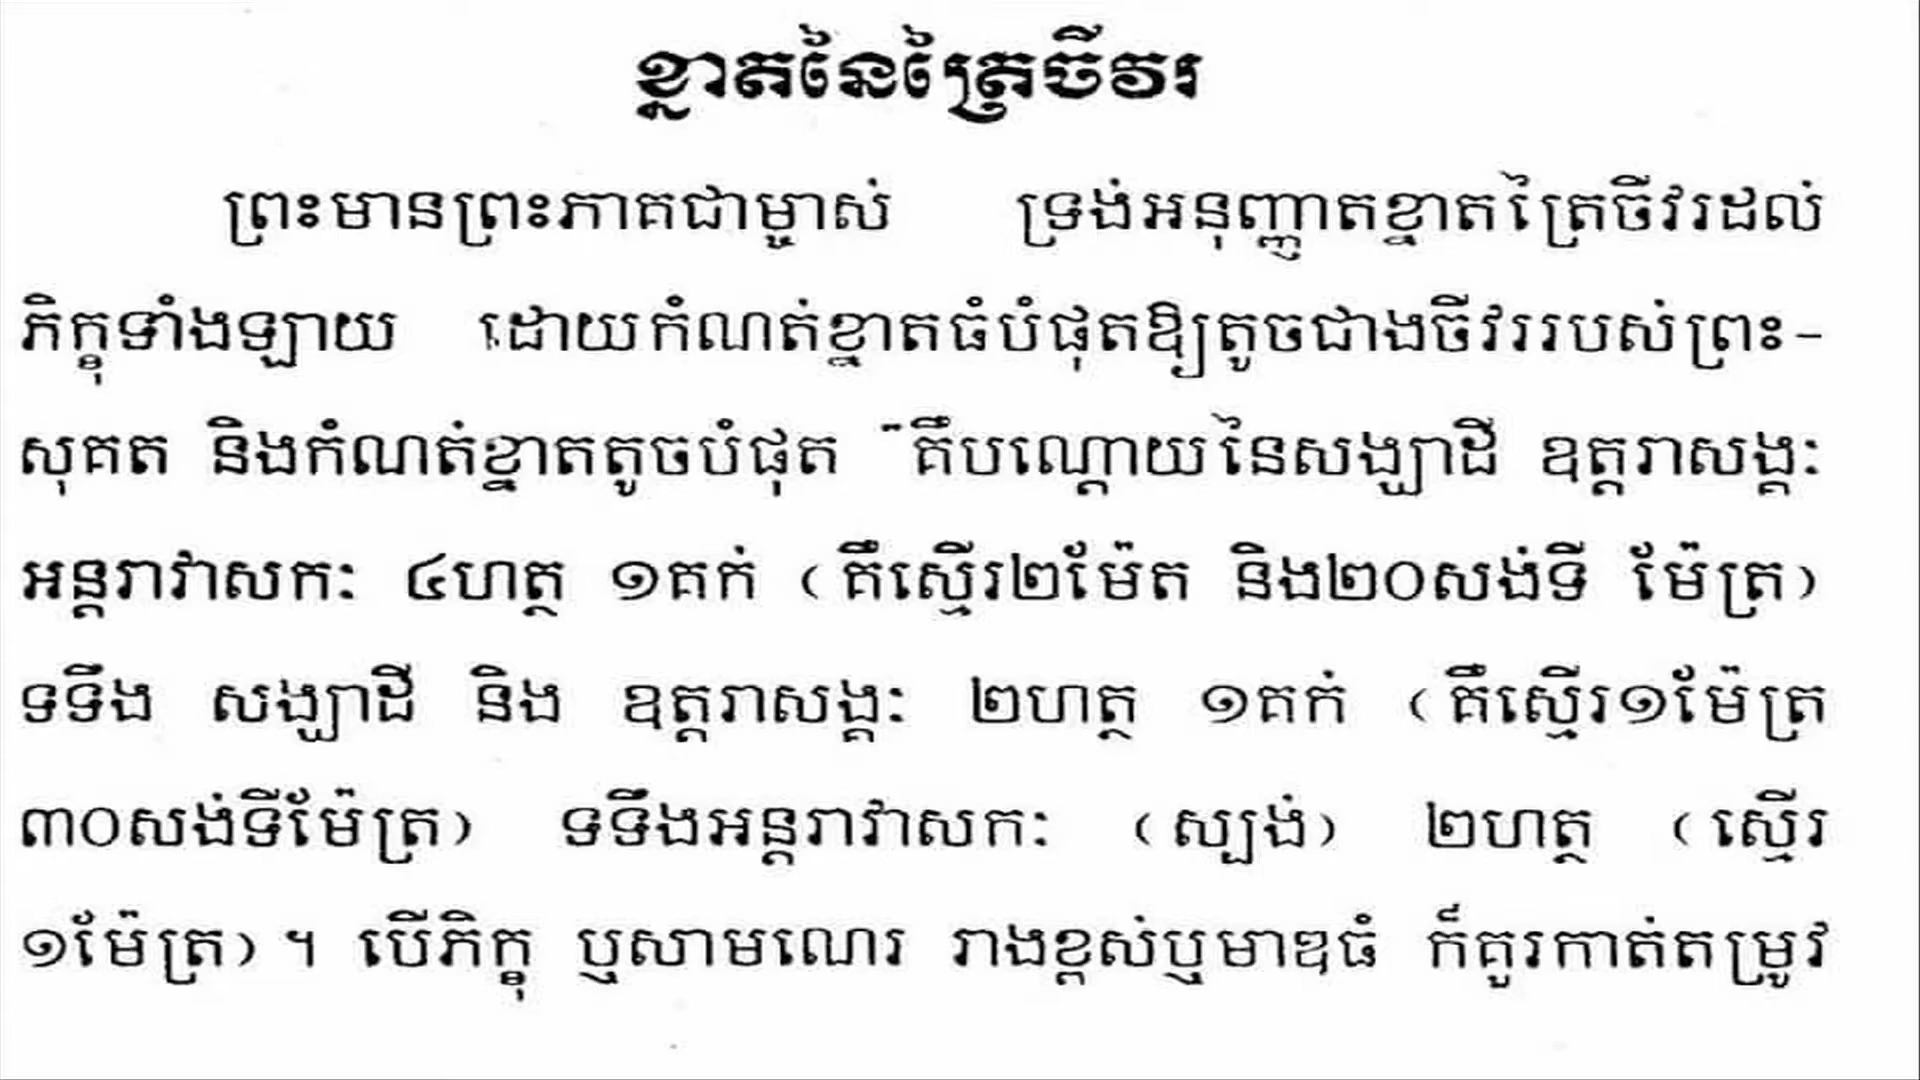 ខ្នាតនៃត្រៃចីវរ
ព្រះមានព្រះភាគជាម្ចាស់ ទ្រង់អនុញ្ញាតខ្នាតត្រៃចីវរដល់
ភិក្ខុទាំងឡាយ ដោយកំណត់ខ្នាតធំបំផុតឱ្យតូចជាងចីវររបស់ព្រះ-
សុគត និងកំណត់ខ្នាតតូចបំផុត គឺបណ្ដោយនៃសង្ឃាដី ឧត្តរាសង្គៈ
អន្តរាវាសកៈ ៤ហត្ថ ១គក់ (គឺស្មើរ២ម៉ែត និង២០សង់ទី ម៉ែត្រ)
ទទឹង សង្ឃាដី និង ឧត្តរាសង្គៈ ២ហត្ថ ១គក់ (គឺស្មើរ១ម៉ែត្រ
៣០សង់ទីម៉ែត្រ) ទទឹងអន្តរាវាសកៈ (ស្បង់) ២ហត្ថ (ស្មើរ
១ម៉ែត្រ) ។ បើភិក្ខុ ឬសាមណេរ រាងខ្ពស់ឬមាឌធំ ក៏គួរកាត់តម្រូវ